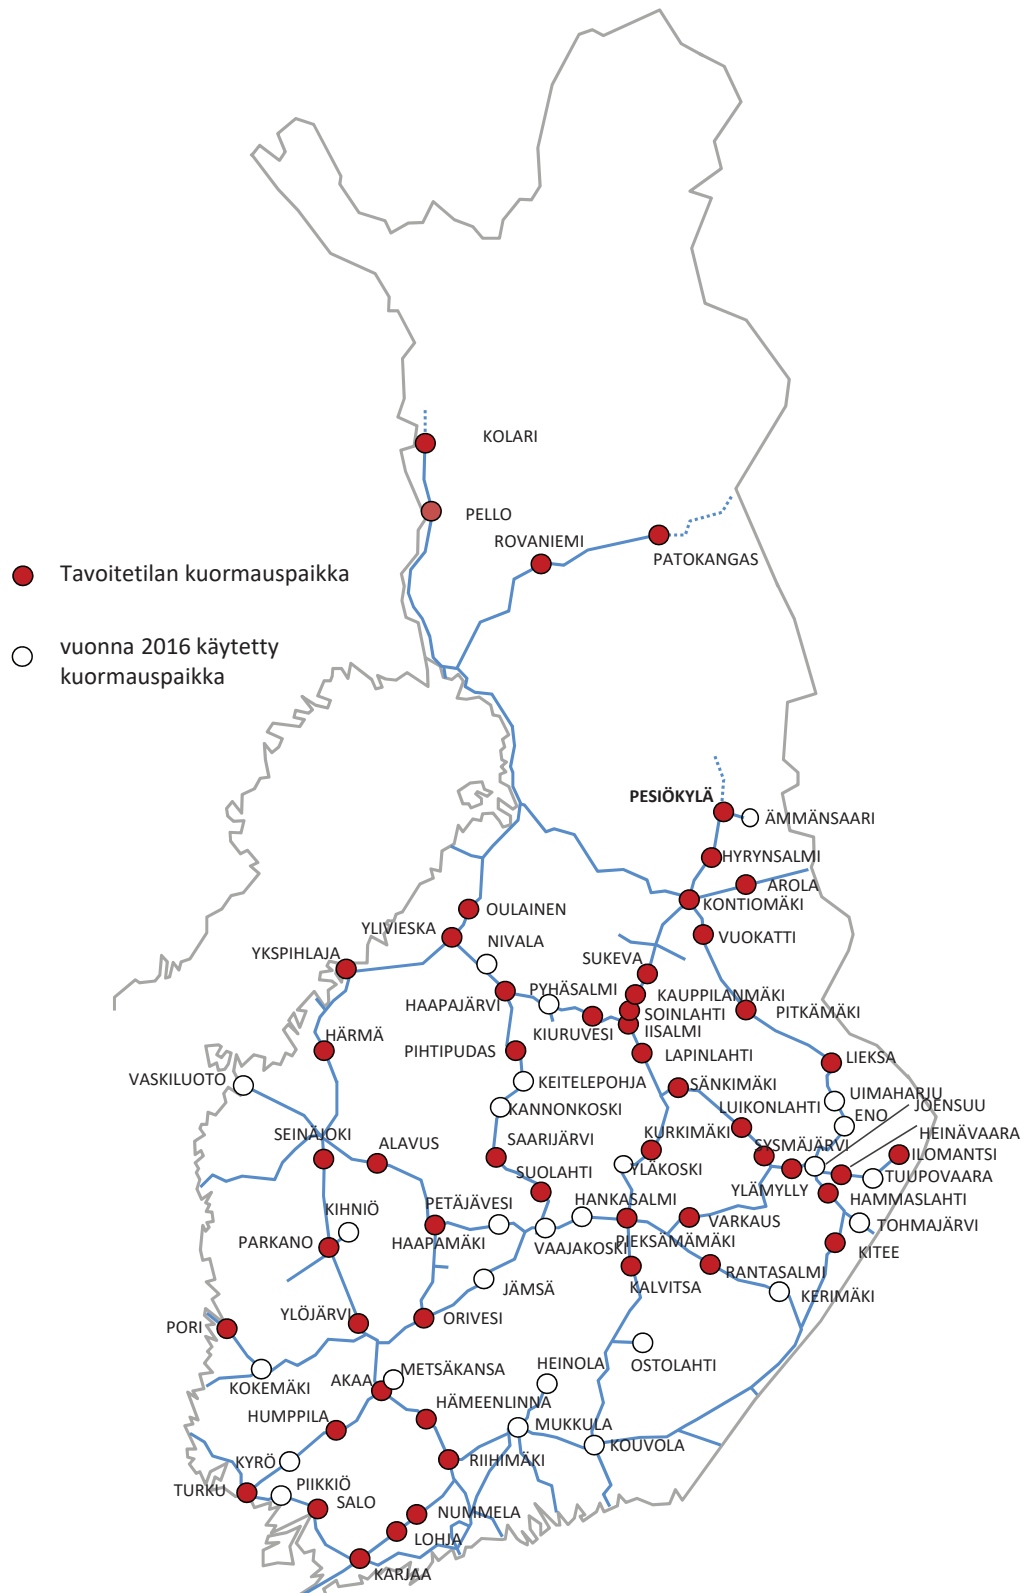 KOLARI
PELLO
ROVANIEMI
PATOKANGAS
Tavoitetilan kuormauspaikka
vuonna 2016 käytetty
kuormauspaikka
PESIÖKYLÄ
ÄMMÄNSAARI
HYRYNSALMI
AROLA
KONTIOMÄKI
OULAINEN
YLIVIESKA
VUOKATTI
NIVALA
YKSPIHLAJA
SUKEVA
PYHÄSALMI
KAUPPILANMÄKI
HAAPAJÄRVI
SOINLAHTI
PITKÄMÄKI
KIURUVESI
IISALMI
HÄRMÄ
PIHTIPUDAS
LAPINLAHTI
LIEKSA
VASKILUOTO
KEITELEPOHJA
SÄNKIMÄKI
UIMAHARJU
KANNONKOSKI
LUIKONLAHTI
JOENSUU
ENO
KURKIMÄKI
HEINÄVAARA
SEINÄJOKI
ALAVUS
SAARIJÄRVI
SYSMÄJÄRVI
ILOMANTSI
SUOLAHTI
YLÄKOSKI
TUUPOVAARA
YLÄMYLLY
HAMMASLAHTI
KIHNIÖ
PETÄJÄVESI
HANKASALMI
VARKAUS
TOHMAJÄRVI
PARKANO
HAAPAMÄKI
VAAJAKOSKI
PIEKSÄMÄMÄKI
KITEE
JÄMSÄ
KALVITSA
RANTASALMI
KERIMÄKI
PORI
YLÖJÄRVI
ORIVESI
HEINOLA
OSTOLAHTI
KOKEMÄKI
AKAA
METSÄKANSA
HUMPPILA
HÄMEENLINNA
MUKKULA
KOUVOLA
KYRÖ
RIIHIMÄKI
TURKU
PIIKKIÖ
SALO
NUMMELA
LOHJA
KARJAA